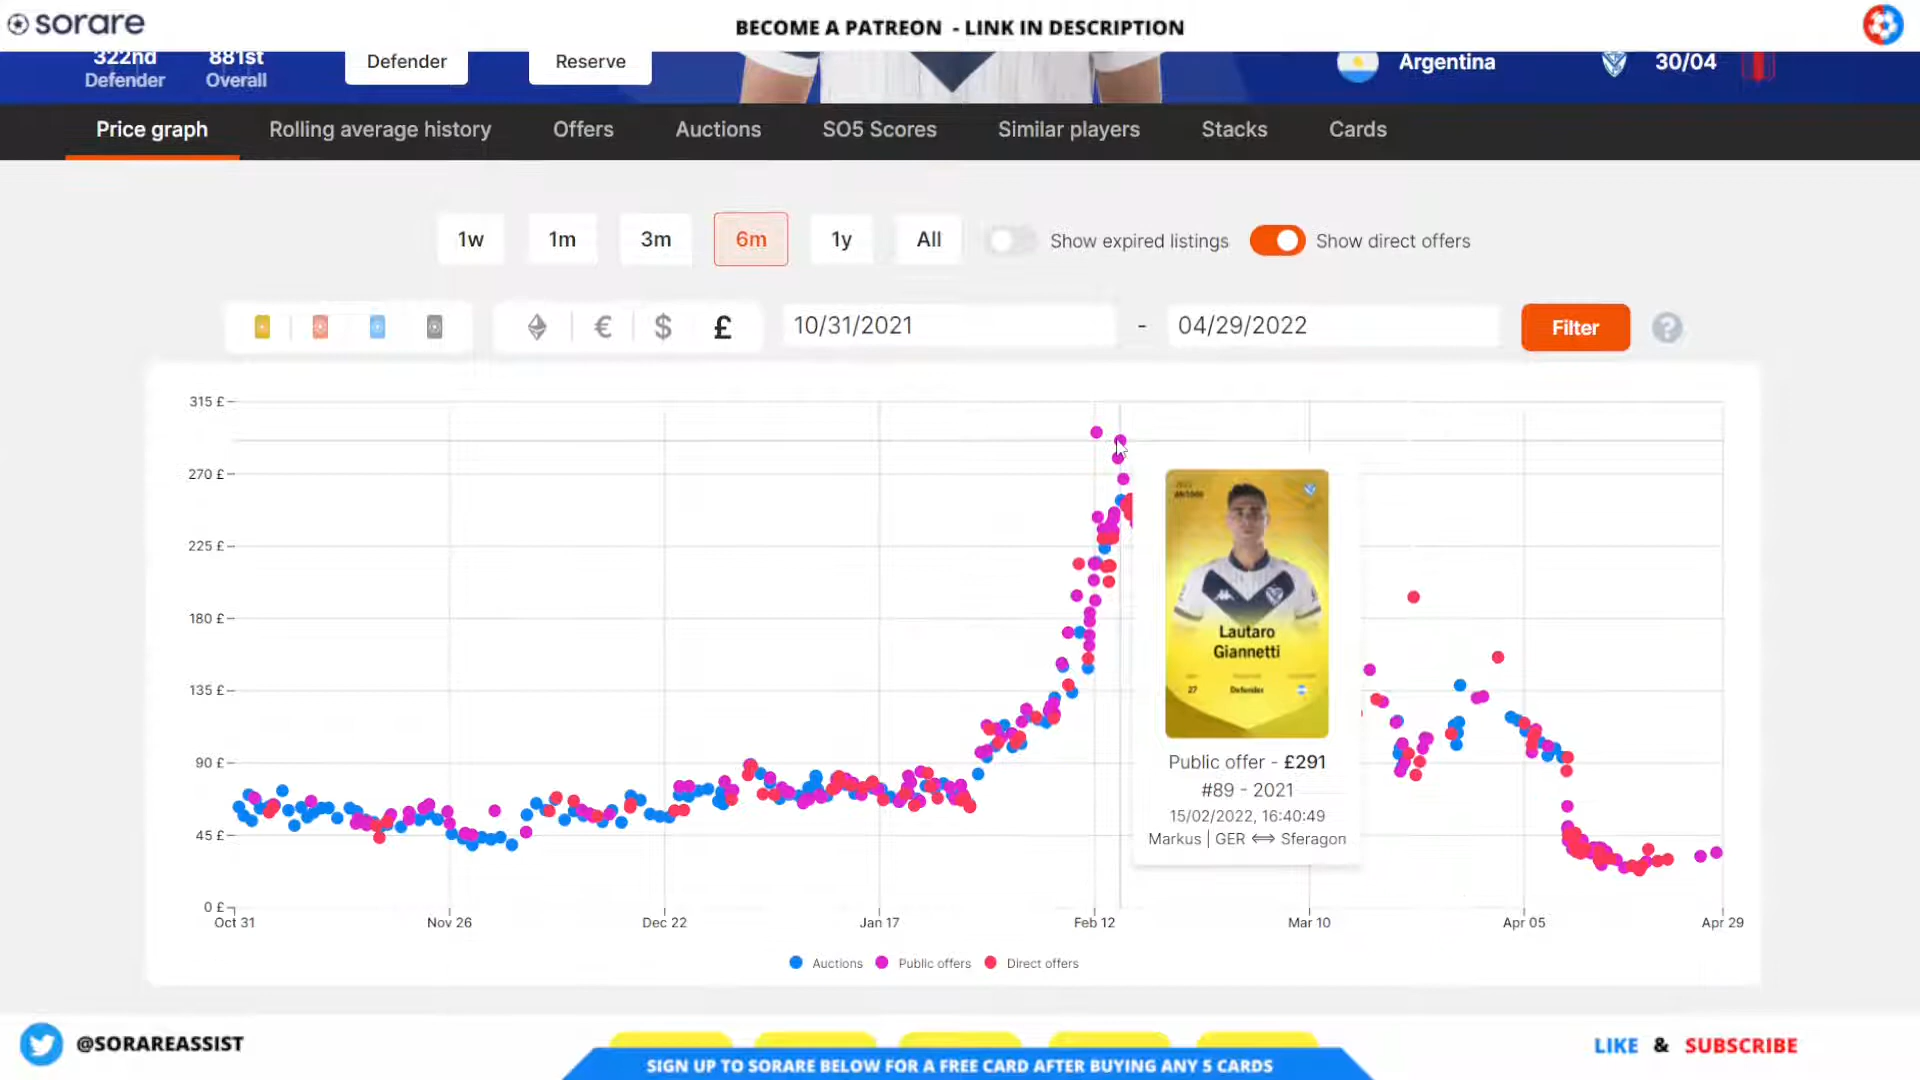 sorare
BECOME A PATREON - LINK IN DESCRIPTION
322nd
Defender
881st
Overall
Defender
Reserve
Argentina
30/04
Price graph
Rolling average history
Offers
Auctions
SO5 Scores
Similar players
Stacks
Cards
1w
1m
3m
6m
1y
All
Show expired listings
Show direct offers
€
$
£
10/31/2021
-
04/29/2022
Filter
?
315 £
270 £
225 £
180 £
135 £
90 £
45 £
0 £
Lautaro
Giannetti
27
Defender
Public offer - £291
#89 - 2021
15/02/2022, 16:40:49
Markus | GER ⟺ Sferagon
Oct 31
Nov 26
Dec 22
Jan 17
Feb 12
Mar 10
Apr 05
Apr 29
Auctions
Public offers
Direct offers
@SORAREASSIST
SIGN UP TO SORARE BELOW FOR A FREE CARD AFTER BUYING ANY 5 CARDS
LIKE & SUBSCRIBE